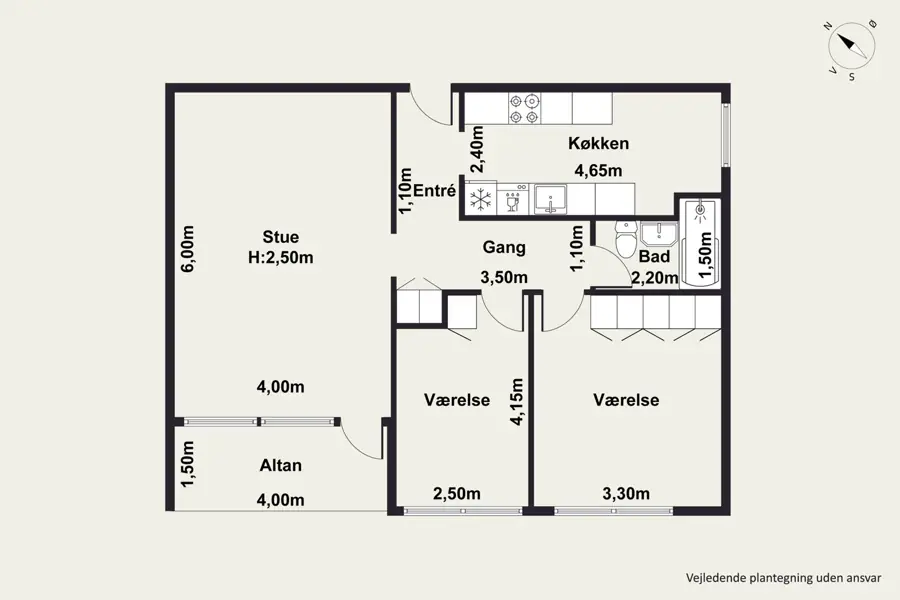 N
Ø
V
S
2,40m
Køkken
4,65m
1,10m
Entré
6,00m
Stue
H:2,50m
Gang
3,50m
1,10m
Bad
2,20m
1,50m
4,00m
Værelse
4,15m
Værelse
1,50m
Altan
4,00m
2,50m
3,30m
Vejledende plantegning uden ansvar